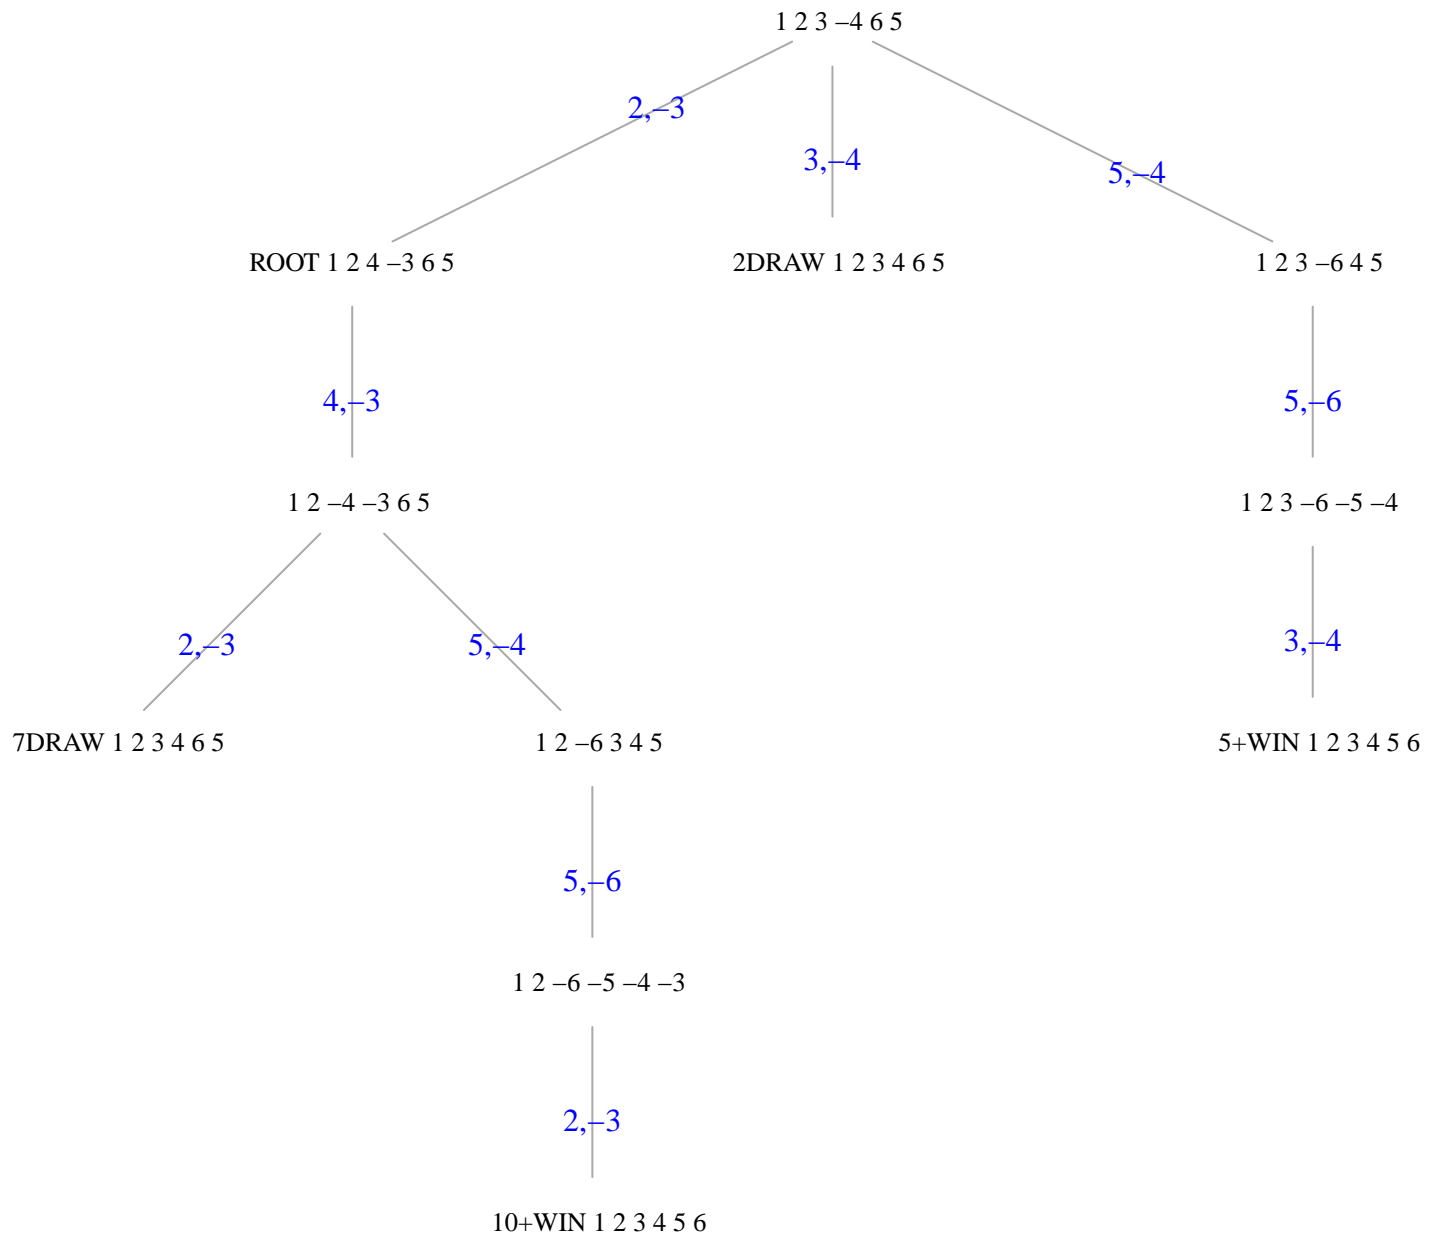 1 2 3 –4 6 5
2,–3
3,–4
5,–4
ROOT 1 2 4 –3 6 5
2DRAW 1 2 3 4 6 5
1 2 3 –6 4 5
4,–3
5,–6
1 2 –4 –3 6 5
1 2 3 –6 –5 –4
2,–3
5,–4
3,–4
7DRAW 1 2 3 4 6 5
1 2 –6 3 4 5
5+WIN 1 2 3 4 5 6
5,–6
1 2 –6 –5 –4 –3
2,–3
10+WIN 1 2 3 4 5 6